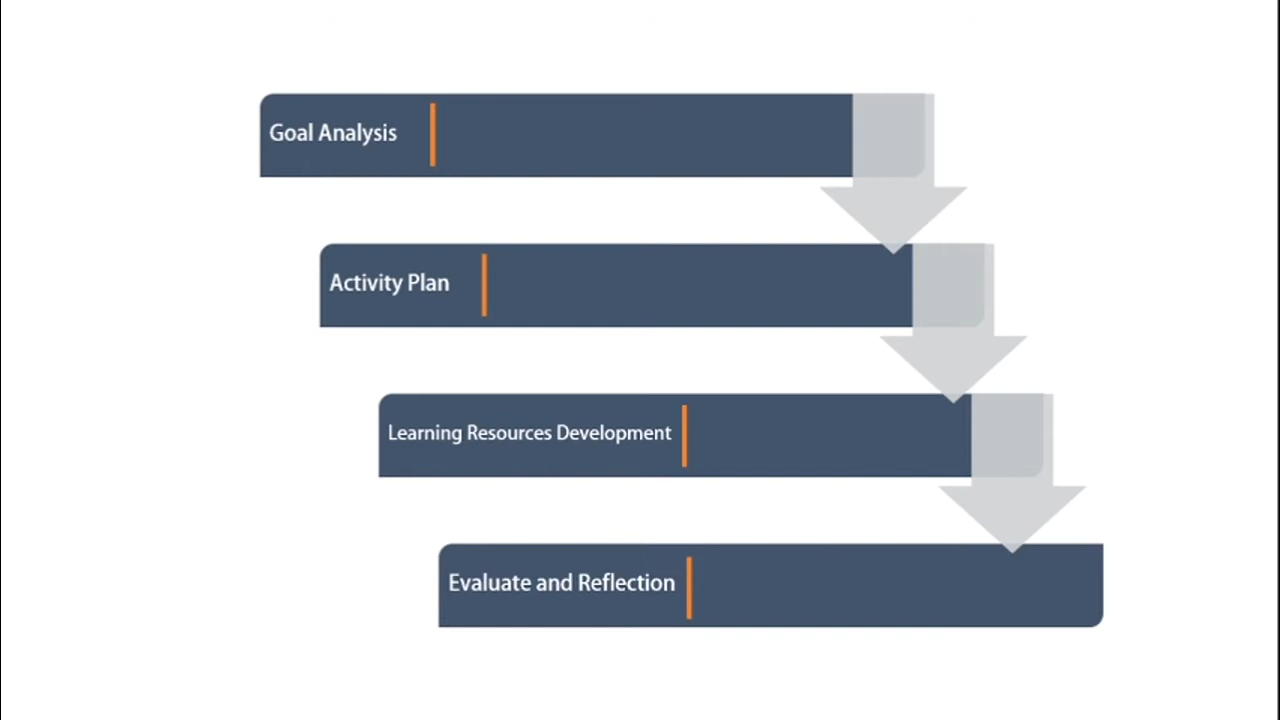 Goal Analysis
Activity Plan
Learning Resources Development
Evaluate and Reflection